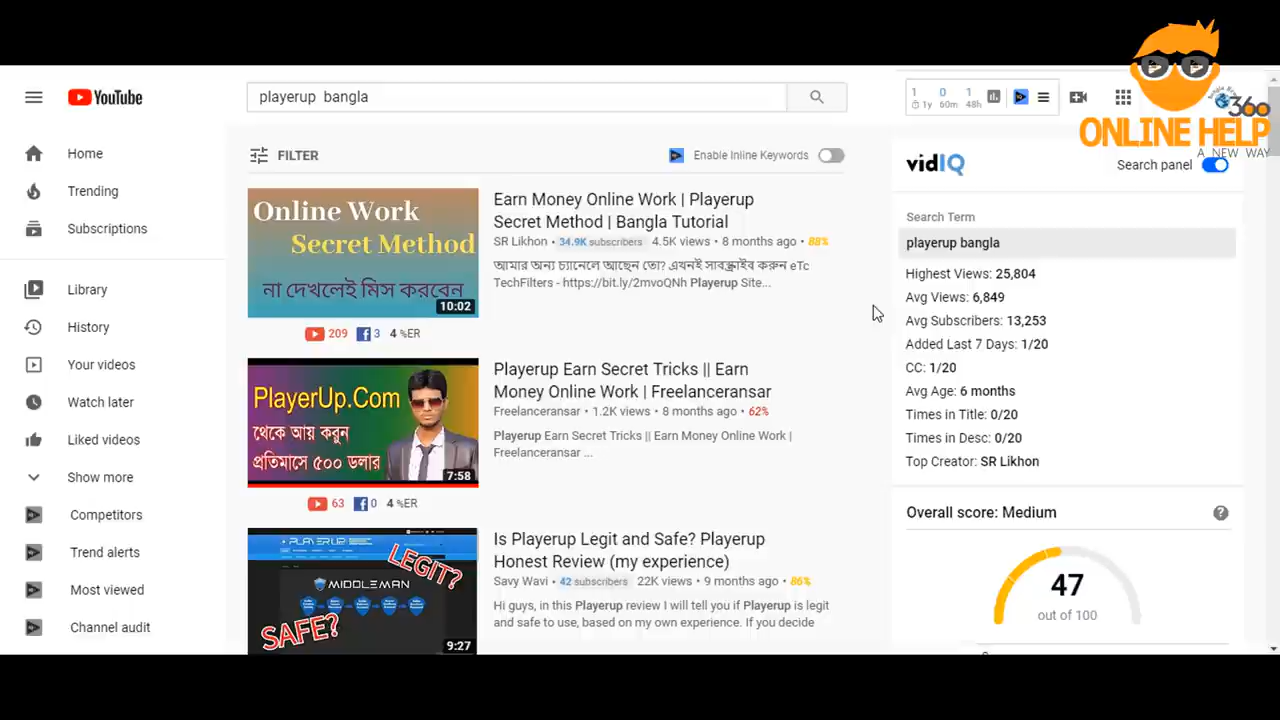 YouTube
playerup bangla
1 0 1
1y 60m 48h
360
ONLINE HELP
A NEW WAY
Home
Trending
Subscriptions
Library
History
Your videos
Watch later
Liked videos
Show more
Competitors
Trend alerts
Most viewed
Channel audit
FILTER
Enable Inline Keywords
Online Work
Secret Method
না দেখলেই মিস করবেন
10:02
Earn Money Online Work | Playerup
Secret Method | Bangla Tutorial
SR Likhon • 34.9K subscribers • 4.5K views • 8 months ago • 88%
আমার অন্য চ্যানেলে আছেন তো? এখনই সাবস্ক্রাইব করুন eTc
TechFilters - https://bit.ly/2mvoQNh Playerup Site...
209 3 4 %ER
PlayerUp.Com
থেকে আয় করুন
প্রতিমাসে ৫০০ ডলার
7:58
Playerup Earn Secret Tricks || Earn
Money Online Work | Freelanceransar
Freelanceransar • 1.2K views • 8 months ago • 62%
Playerup Earn Secret Tricks || Earn Money Online Work |
Freelanceransar ...
63 0 4 %ER
PLAYERUP
LEGIT?
MIDDLEMAN
SAFE?
9:27
Is Playerup Legit and Safe? Playerup
Honest Review (my experience)
Savy Wavi • 42 subscribers • 22K views • 9 months ago • 86%
Hi guys, in this Playerup review I will tell you if Playerup is legit
and safe to use, based on my own experience. If you decide
vidIQ
Search panel
Search Term
playerup bangla
Highest Views: 25,804
Avg Views: 6,849
Avg Subscribers: 13,253
Added Last 7 Days: 1/20
CC: 1/20
Avg Age: 6 months
Times in Title: 0/20
Times in Desc: 0/20
Top Creator: SR Likhon
Overall score: Medium
47
out of 100